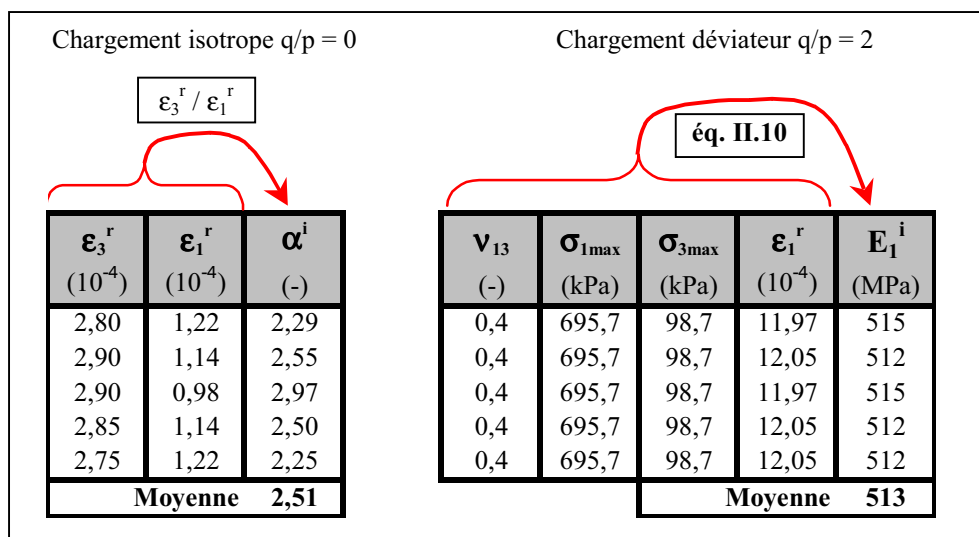 Chargement isotrope q/p = 0
Chargement déviateur q/p = 2
ε₃ʳ / ε₁ʳ
éq. II.10
ε₃ʳ ε₁ʳ αⁱ
(10⁻⁴) (10⁻⁴) (-)
2,80 1,22 2,29
2,90 1,14 2,55
2,90 0,98 2,97
2,85 1,14 2,50
2,75 1,22 2,25
Moyenne 2,51
ν₁₃ σ₁max σ₃max ε₁ʳ E₁ⁱ
(-) (kPa) (kPa) (10⁻⁴) (MPa)
0,4 695,7 98,7 11,97 515
0,4 695,7 98,7 12,05 512
0,4 695,7 98,7 11,97 515
0,4 695,7 98,7 12,05 512
0,4 695,7 98,7 12,05 512
Moyenne 513